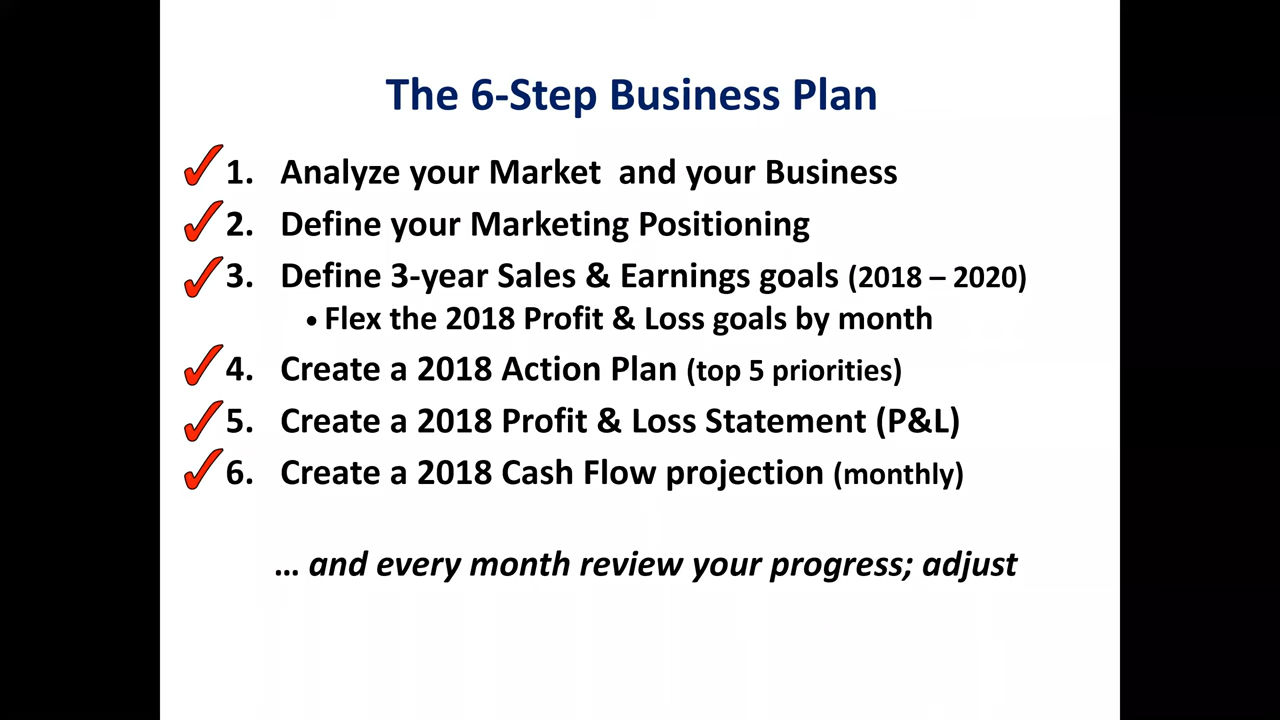 The 6-Step Business Plan
1. Analyze your Market  and your Business
2. Define your Marketing Positioning
3. Define 3-year Sales & Earnings goals (2018 – 2020)
• Flex the 2018 Profit & Loss goals by month
4. Create a 2018 Action Plan (top 5 priorities)
5. Create a 2018 Profit & Loss Statement (P&L)
6. Create a 2018 Cash Flow projection (monthly)
… and every month review your progress; adjust